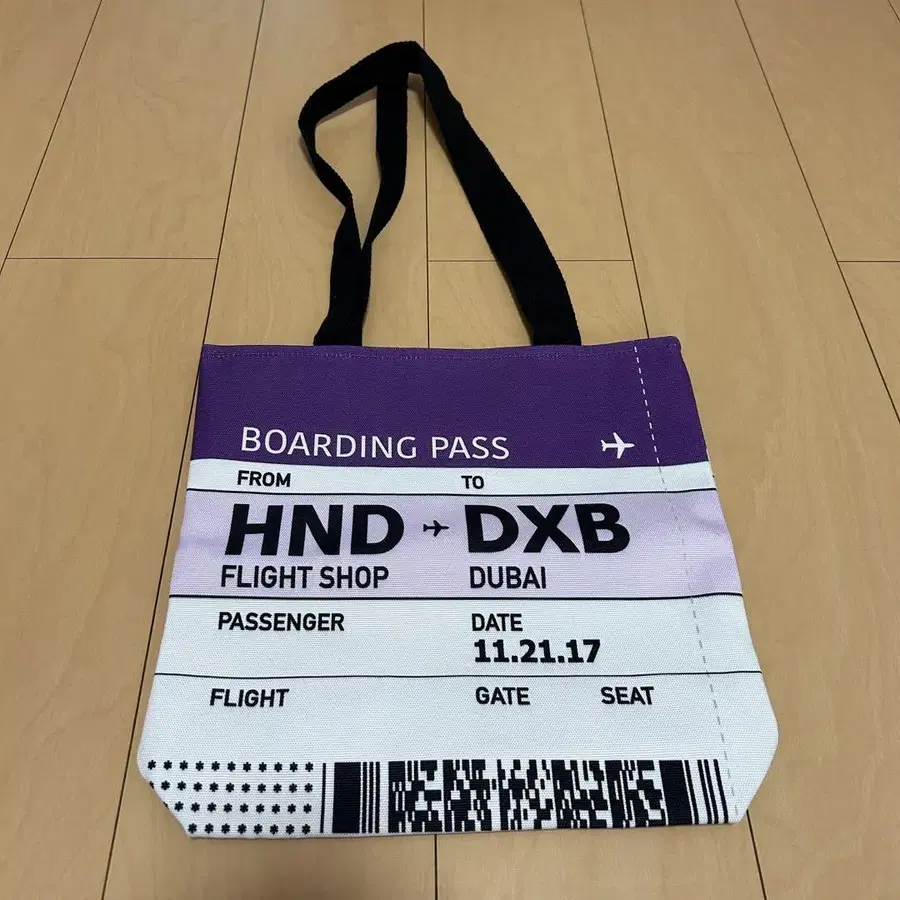 BOARDING PASS
FROM TO
HND DXB
FLIGHT SHOP DUBAI
PASSENGER DATE
11.21.17
FLIGHT GATE SEAT